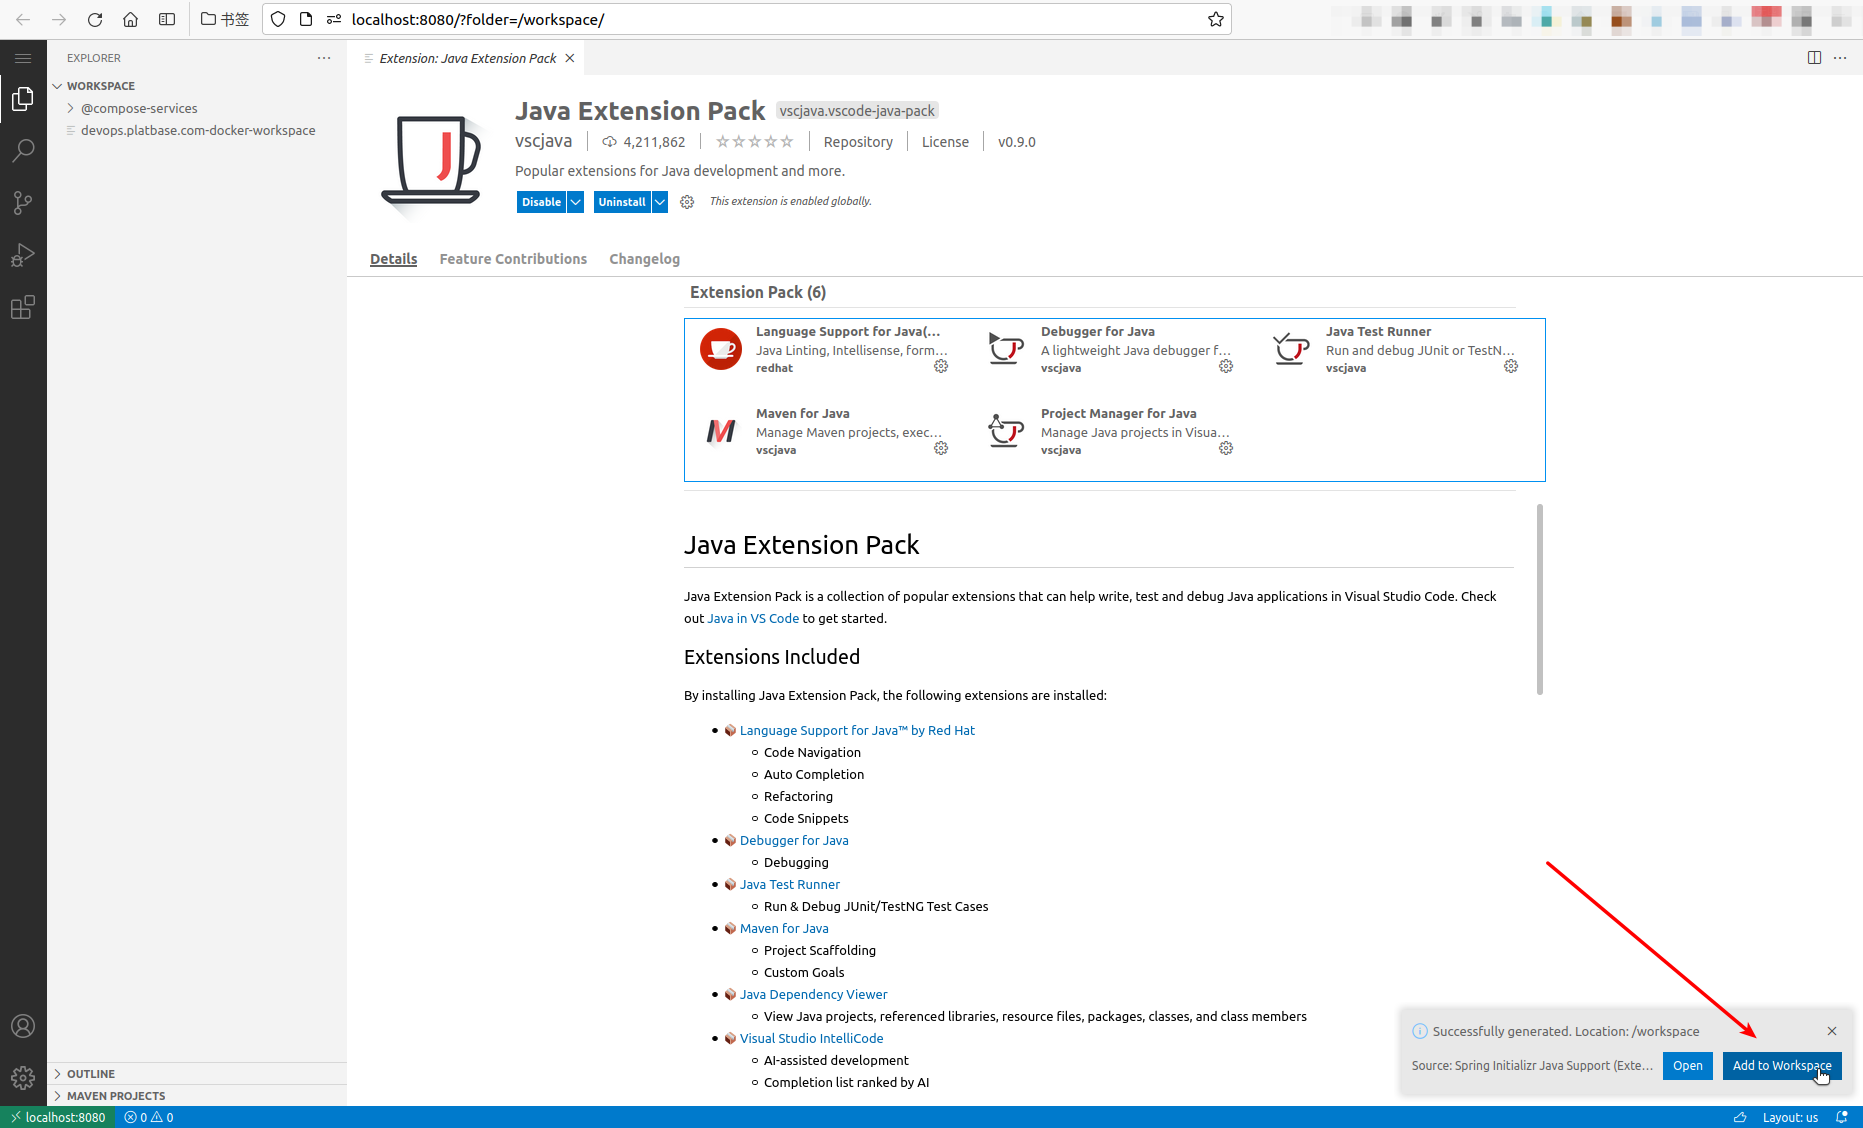 书签
localhost:8080/?folder=/workspace/
EXPLORER
WORKSPACE
@compose-services
devops.platbase.com-docker-workspace
OUTLINE
MAVEN PROJECTS
Extension: Java Extension Pack
Java Extension Pack vscjava.vscode-java-pack
vscjava 4,211,862 Repository License v0.9.0
Popular extensions for Java development and more.
Disable Uninstall This extension is enabled globally.
Details Feature Contributions Changelog
Extension Pack (6)
Language Support for Java(...
Java Linting, Intellisense, form...
redhat
Debugger for Java
A lightweight Java debugger f...
vscjava
Java Test Runner
Run and debug JUnit or TestN...
vscjava
Maven for Java
Manage Maven projects, exec...
vscjava
Project Manager for Java
Manage Java projects in Visua...
vscjava
Java Extension Pack
Java Extension Pack is a collection of popular extensions that can help write, test and debug Java applications in Visual Studio Code. Check
out Java in VS Code to get started.
Extensions Included
By installing Java Extension Pack, the following extensions are installed:
Language Support for Java™ by Red Hat
Code Navigation
Auto Completion
Refactoring
Code Snippets
Debugger for Java
Debugging
Java Test Runner
Run & Debug JUnit/TestNG Test Cases
Maven for Java
Project Scaffolding
Custom Goals
Java Dependency Viewer
View Java projects, referenced libraries, resource files, packages, classes, and class members
Visual Studio IntelliCode
AI-assisted development
Completion list ranked by AI
Successfully generated. Location: /workspace
Source: Spring Initializr Java Support (Exte... Open Add to Workspace
localhost:8080 0 0 Layout: us